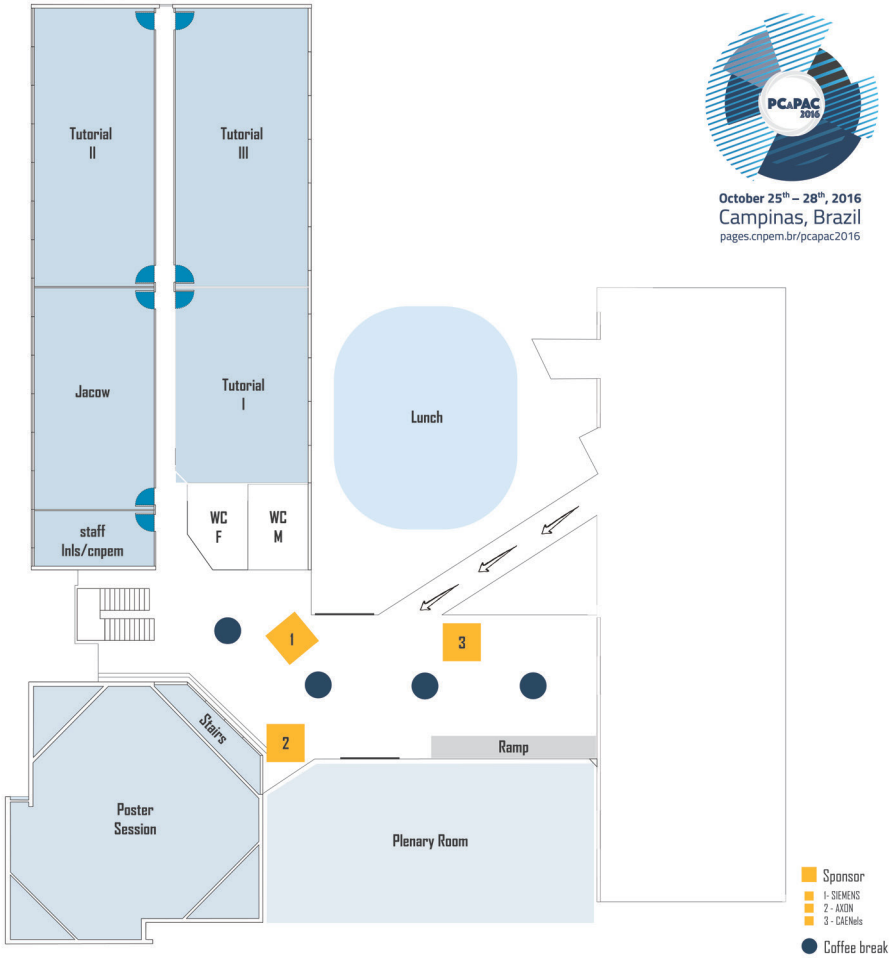 PCaPAC
2016
October 25th – 28th, 2016
Campinas, Brazil
pages.cnpem.br/pcapac2016
Tutorial
II
Tutorial
III
Jacow
Tutorial
I
Lunch
staff
lnls/cnpem
WC
F
WC
M
1
3
2
Stairs
Ramp
Poster
Session
Plenary Room
Sponsor
1- SIEMENS
2 - AXON
3 - CAENels
Coffee break